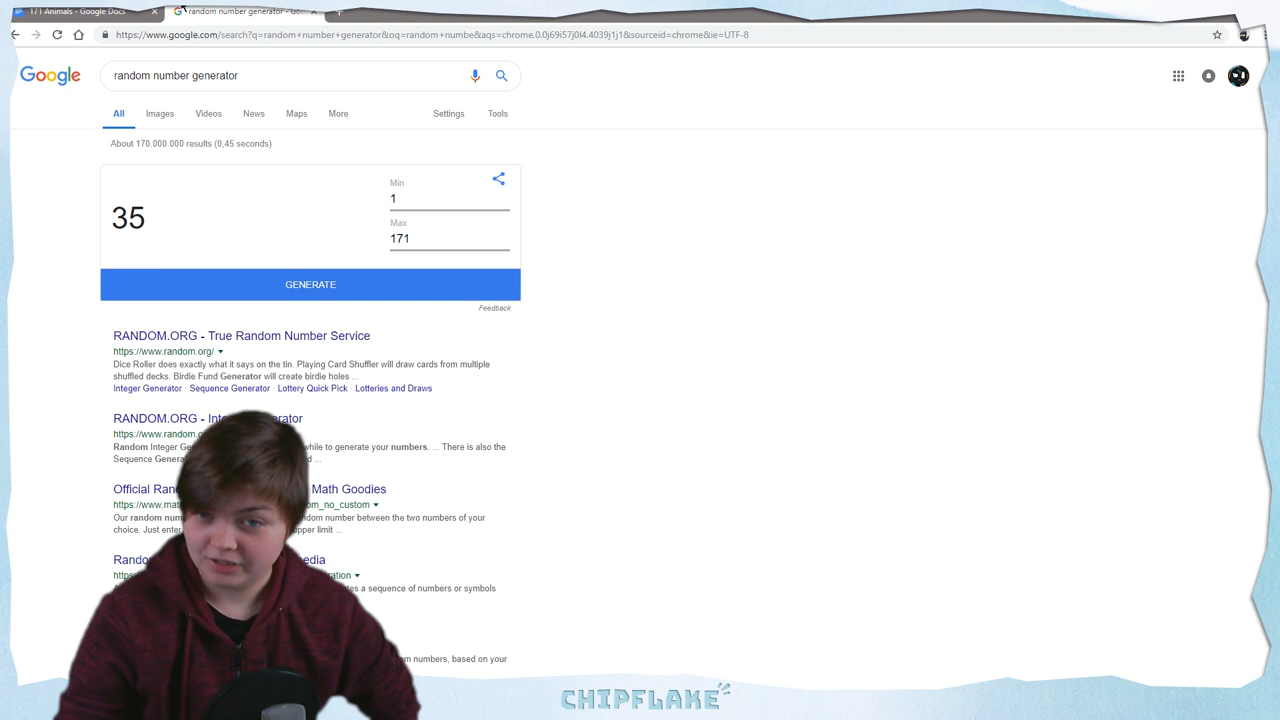 171 Animals - Google Docs
random number generator - Goo
https://www.google.com/search?q=random+number+generator&oq=random+numbe&aqs=chrome.0.0j69i57j0l4.4039j1j1&sourceid=chrome&ie=UTF-8
Google
random number generator
All Images Videos News Maps More Settings Tools
About 170.000.000 results (0,45 seconds)
35
Min
1
Max
171
GENERATE
Feedback
RANDOM.ORG - True Random Number Service
https://www.random.org/
Dice Roller does exactly what it says on the tin. Playing Card Shuffler will draw cards from multiple
shuffled decks. Birdie Fund Generator will create birdie holes ...
Integer Generator · Sequence Generator · Lottery Quick Pick · Lotteries and Draws
RANDOM.ORG - Int erator
https://www.random.o
Random Integer Ge while to generate your numbers. ... There is also the
Sequence Genera d ...
Official Ran Math Goodies
https://www.mat om_no_custom
Our random num ndom number between the two numbers of your
choice. Just enter upper limit ...
Rando edia
https ration
tes a sequence of numbers or symbols
om numbers, based on your
CHIPFLAKE